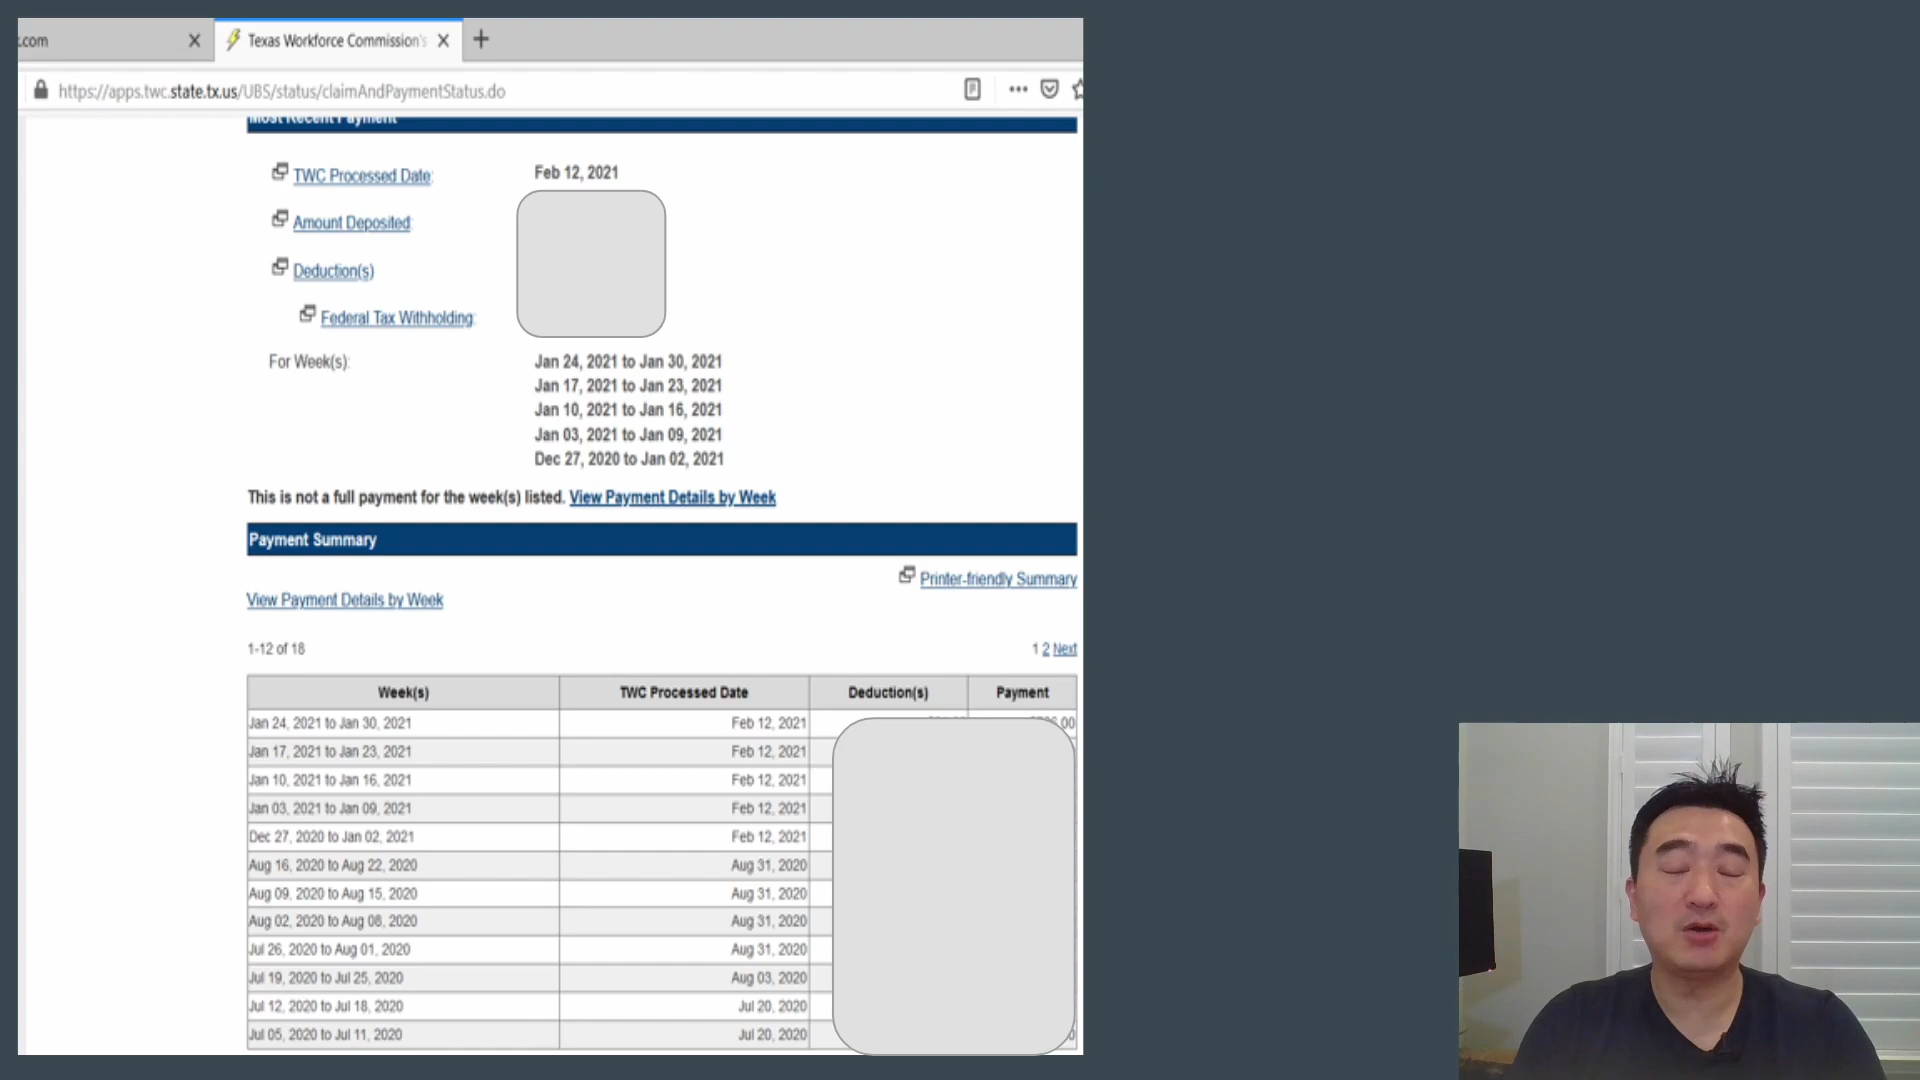 .com
Texas Workforce Commission's
https://apps.twc.state.tx.us/UBS/status/claimAndPaymentStatus.do
Most Recent Payment
TWC Processed Date: Feb 12, 2021
Amount Deposited:
Deduction(s)
Federal Tax Withholding:
For Week(s): Jan 24, 2021 to Jan 30, 2021
Jan 17, 2021 to Jan 23, 2021
Jan 10, 2021 to Jan 16, 2021
Jan 03, 2021 to Jan 09, 2021
Dec 27, 2020 to Jan 02, 2021
This is not a full payment for the week(s) listed. View Payment Details by Week
Payment Summary
Printer-friendly Summary
View Payment Details by Week
1-12 of 18 1 2 Next
Week(s) TWC Processed Date Deduction(s) Payment
Jan 24, 2021 to Jan 30, 2021 Feb 12, 2021
Jan 17, 2021 to Jan 23, 2021 Feb 12, 2021
Jan 10, 2021 to Jan 16, 2021 Feb 12, 2021
Jan 03, 2021 to Jan 09, 2021 Feb 12, 2021
Dec 27, 2020 to Jan 02, 2021 Feb 12, 2021
Aug 16, 2020 to Aug 22, 2020 Aug 31, 2020
Aug 09, 2020 to Aug 15, 2020 Aug 31, 2020
Aug 02, 2020 to Aug 08, 2020 Aug 31, 2020
Jul 26, 2020 to Aug 01, 2020 Aug 31, 2020
Jul 19, 2020 to Jul 25, 2020 Aug 03, 2020
Jul 12, 2020 to Jul 18, 2020 Jul 20, 2020
Jul 05, 2020 to Jul 11, 2020 Jul 20, 2020